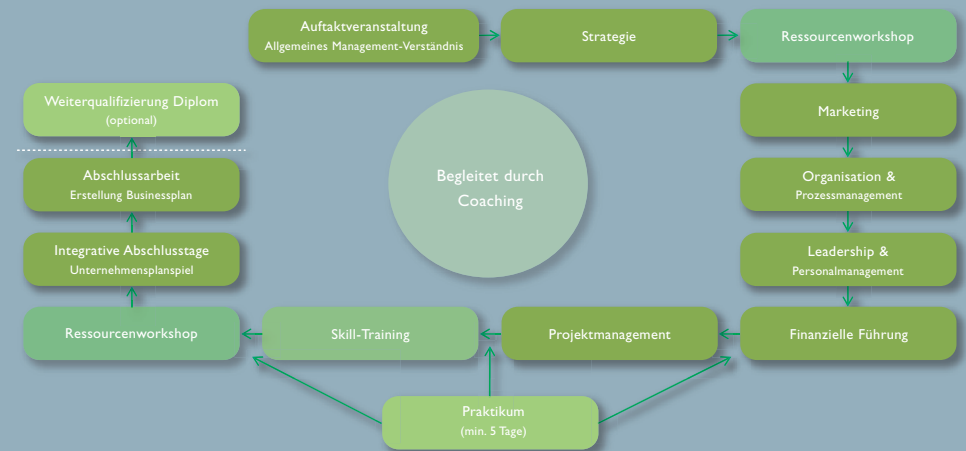 Auftaktveranstaltung
Allgemeines Management-Verständnis
Strategie
Ressourcenworkshop
Marketing
Organisation &
Prozessmanagement
Leadership &
Personalmanagement
Finanzielle Führung
Projektmanagement
Skill-Training
Ressourcenworkshop
Integrative Abschlusstage
Unternehmensplanspiel
Abschlussarbeit
Erstellung Businessplan
Weiterqualifizierung Diplom
(optional)
Begleitet durch
Coaching
Praktikum
(min. 5 Tage)